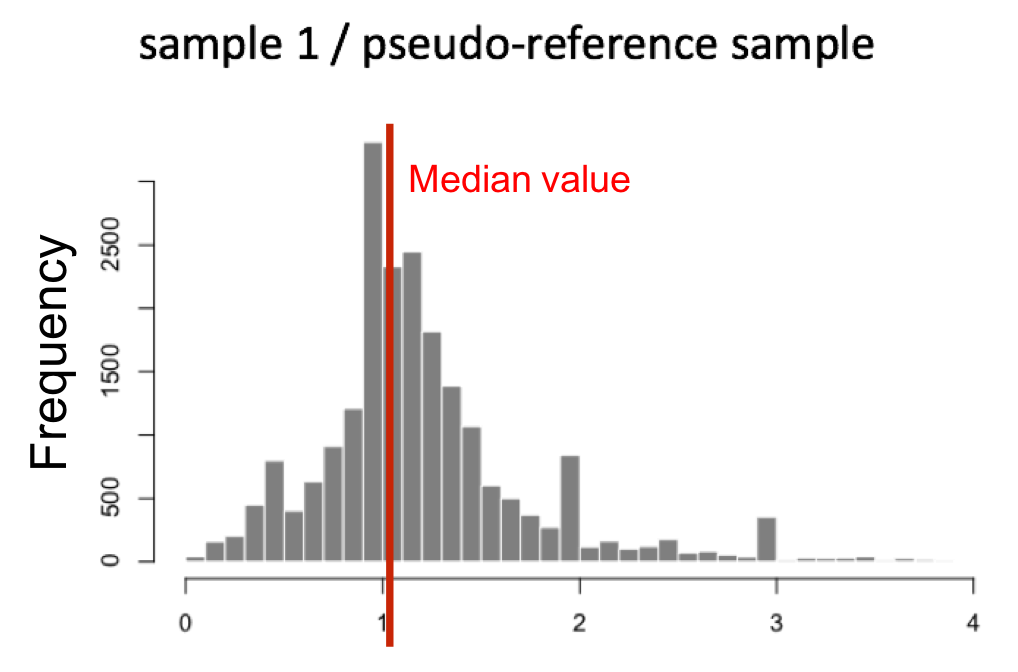 sample 1 / pseudo-reference sample
Median value
Frequency
2500
1500
500
0
0 1 2 3 4